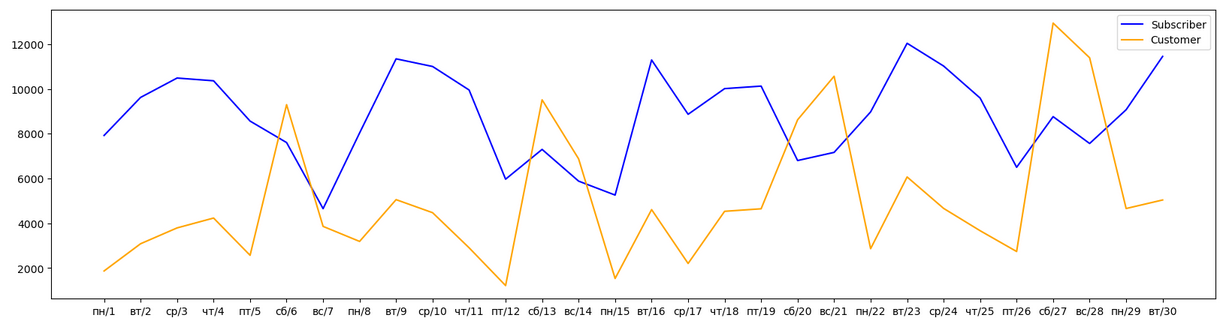 Subscriber
Customer
12000
10000
8000
6000
4000
2000
пн/1 вт/2 ср/3 чт/4 пт/5 сб/6 вс/7 пн/8 вт/9 ср/10 чт/11 пт/12 сб/13 вс/14 пн/15 вт/16 ср/17 чт/18 пт/19 сб/20 вс/21 пн/22 вт/23 ср/24 чт/25 пт/26 сб/27 вс/28 пн/29 вт/30